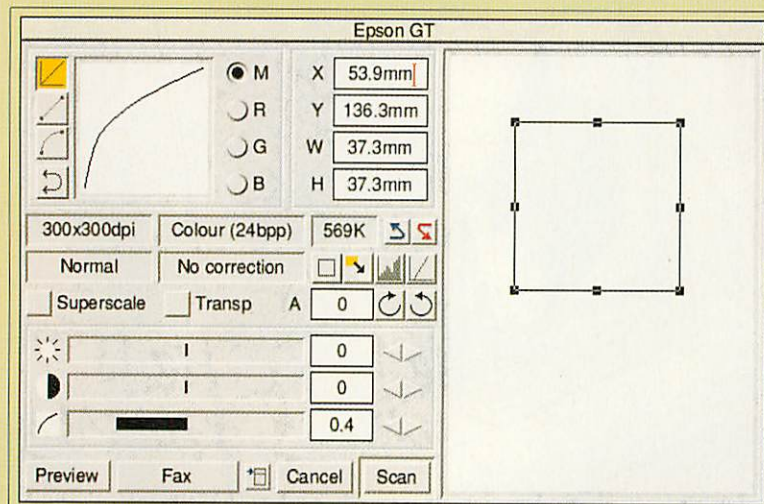 Epson GT
M
R
G
B
X 53.9mm
Y 136.3mm
W 37.3mm
H 37.3mm
300x300dpi Colour (24bpp) 569K
Normal No correction
Superscale Transp A 0
0
0
0.4
Preview Fax Cancel Scan